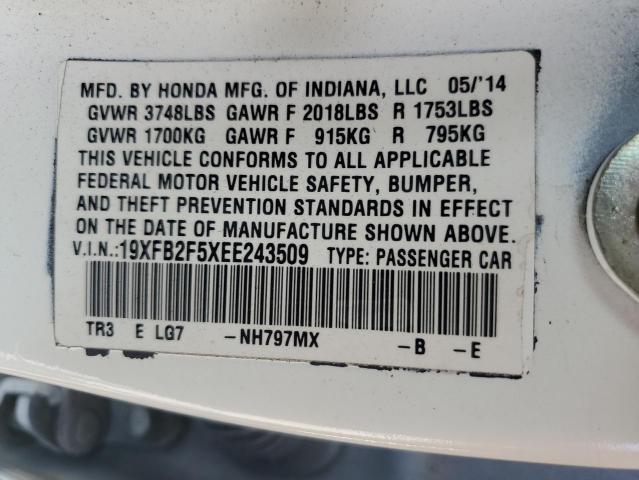 MFD. BY HONDA MFG. OF INDIANA, LLC 05/'14
GVWR 3748LBS GAWR F 2018LBS R 1753LBS
GVWR 1700KG GAWR F 915KG R 795KG
THIS VEHICLE CONFORMS TO ALL APPLICABLE
FEDERAL MOTOR VEHICLE SAFETY, BUMPER,
AND THEFT PREVENTION STANDARDS IN EFFECT
ON THE DATE OF MANUFACTURE SHOWN ABOVE.
V.I.N.:19XFB2F5XEE243509 TYPE: PASSENGER CAR
TR3 E LG7 -NH797MX -B -E